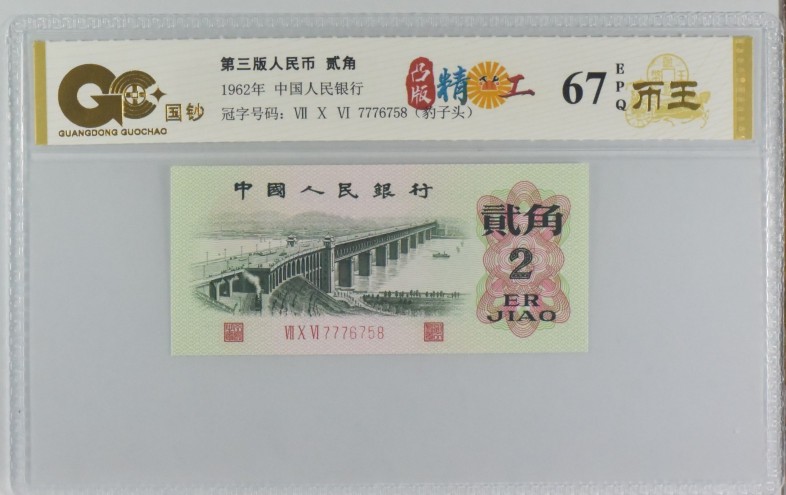 GC 国钞
GUANGDONG GUOCHAO
第三版人民币 贰角
1962年 中国人民银行
冠字号码: Ⅶ Ⅹ Ⅵ 7776758 (豹子头)
凸版
精工
67
EPQ
币王
中國人民銀行
貳角
2
ER
JIAO
Ⅶ Ⅹ Ⅵ 7776758